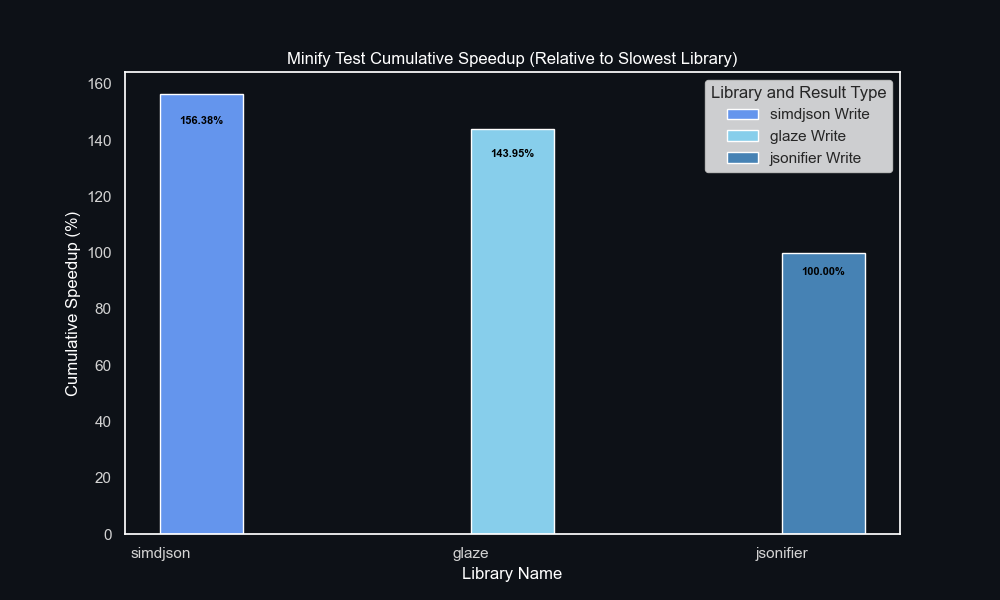 Minify Test Cumulative Speedup (Relative to Slowest Library)
Cumulative Speedup (%)
160
140
120
100
80
60
40
20
0
156.38%
143.95%
100.00%
Library and Result Type
simdjson Write
glaze Write
jsonifier Write
simdjson
glaze
jsonifier
Library Name